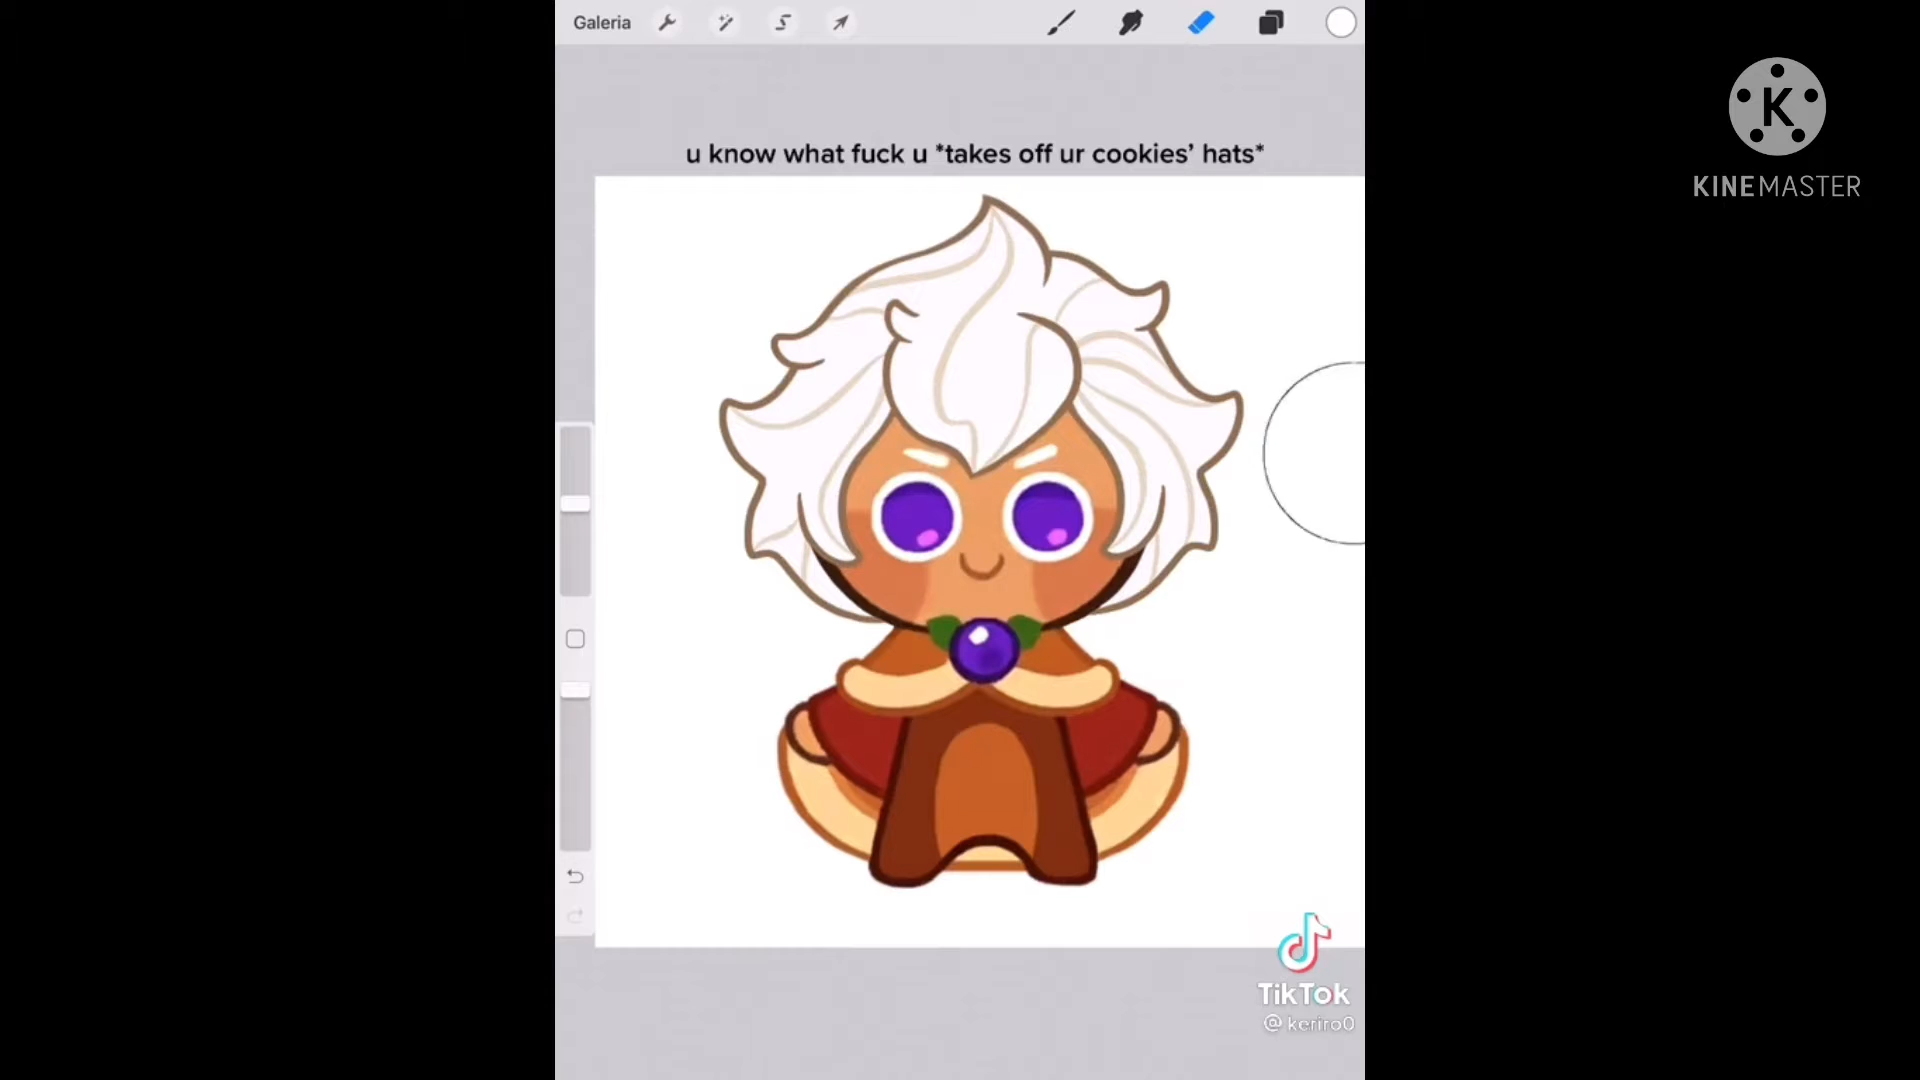 Galeria
u know what fuck u *takes off ur cookies’ hats*
K
KINEMASTER
TikTok
@keriro0